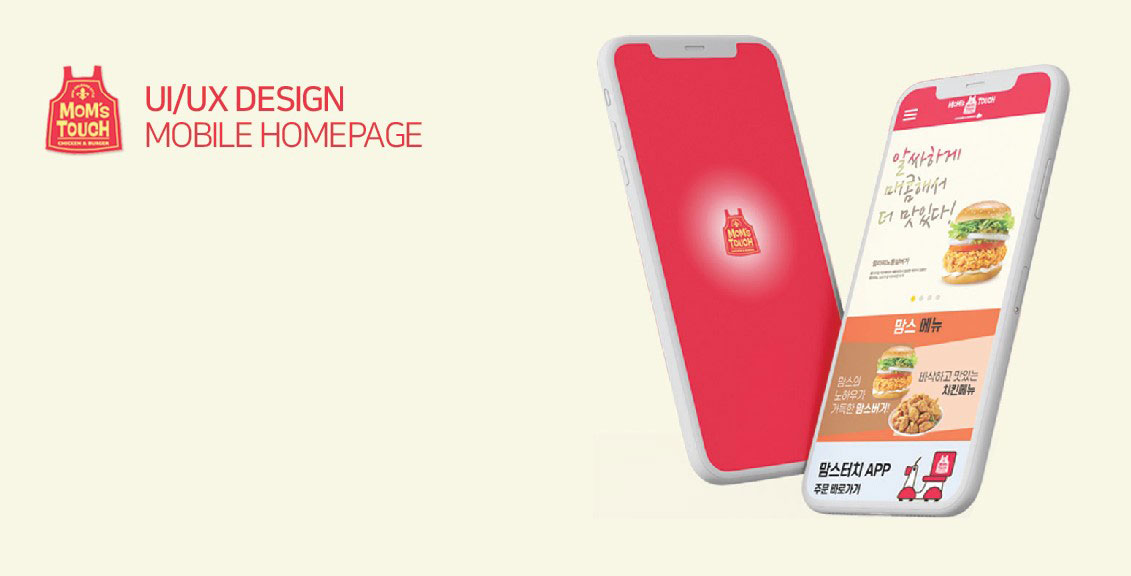 MOM's
TOUCH
CHICKEN & BURGER
UI/UX DESIGN
MOBILE HOMEPAGE
MOM's
TOUCH
MOM's TOUCH
알싸하게
매콤해서
더 맛있다!
맘스 메뉴
맘스의
노하우가
가득한 맘스버거!
바삭하고 맛있는
치킨메뉴
맘스터치 APP
주문 바로가기
MOM's
TOUCH